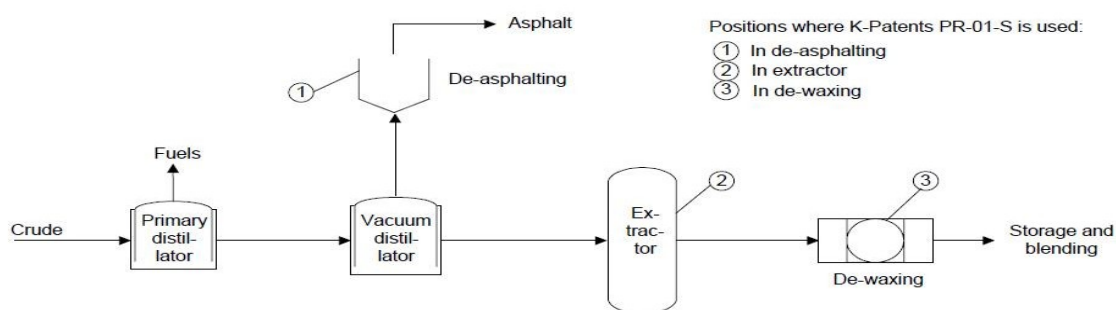 Asphalt
Positions where K-Patents PR-01-S is used:
1 In de-asphalting
2 In extractor
3 In de-waxing
1
De-asphalting
Fuels
2
3
Crude
Primary
distil-
lator
Vacuum
distil-
lator
Ex-
trac-
tor
Storage and
blending
De-waxing